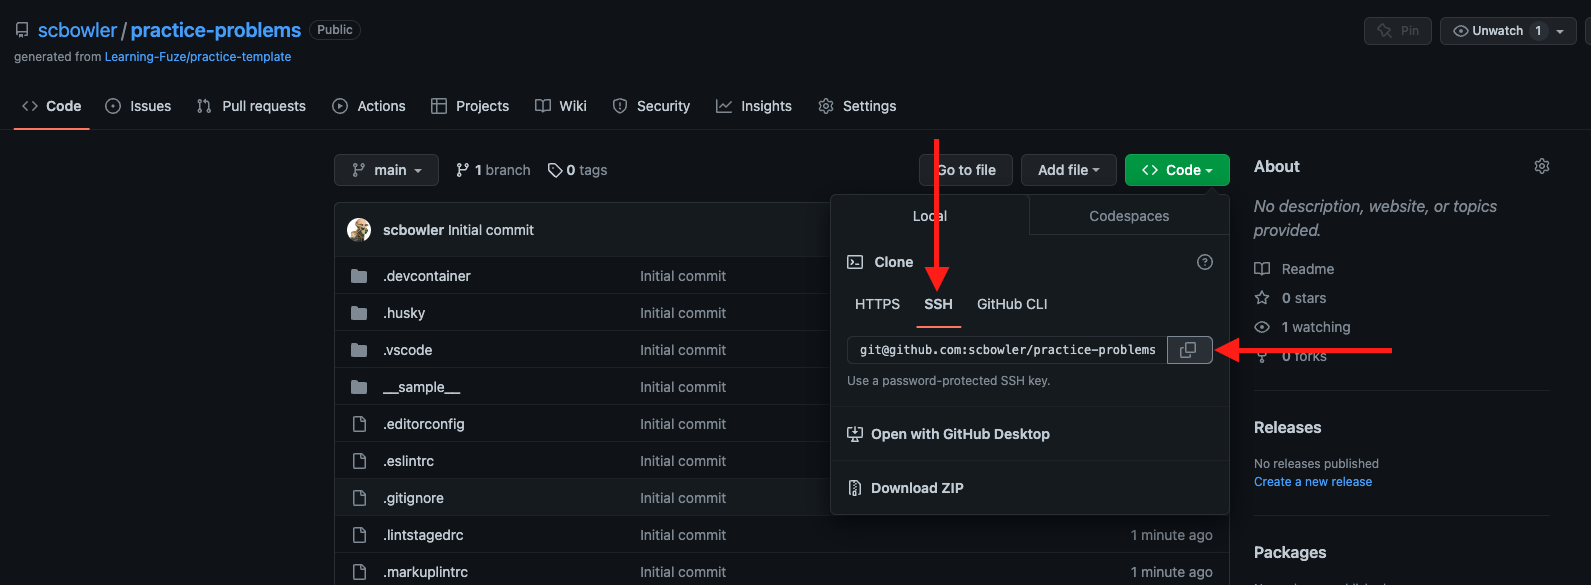 scbowler / practice-problems Public
Pin
Unwatch 1
generated from Learning-Fuze/practice-template
Code Issues Pull requests Actions Projects Wiki Security Insights Settings
main 1 branch 0 tags
Go to file Add file Code
scbowler Initial commit
.devcontainer Initial commit
.husky Initial commit
.vscode Initial commit
__sample__ Initial commit
.editorconfig Initial commit
.eslintrc Initial commit
.gitignore Initial commit
.lintstagedrc Initial commit 1 minute ago
.markuplintrc Initial commit 1 minute ago
Local Codespaces
Clone
HTTPS SSH GitHub CLI
git@github.com:scbowler/practice-problems
Use a password-protected SSH key.
Open with GitHub Desktop
Download ZIP
About
No description, website, or topics
provided.
Readme
0 stars
1 watching
0 forks
Releases
No releases published
Create a new release
Packages